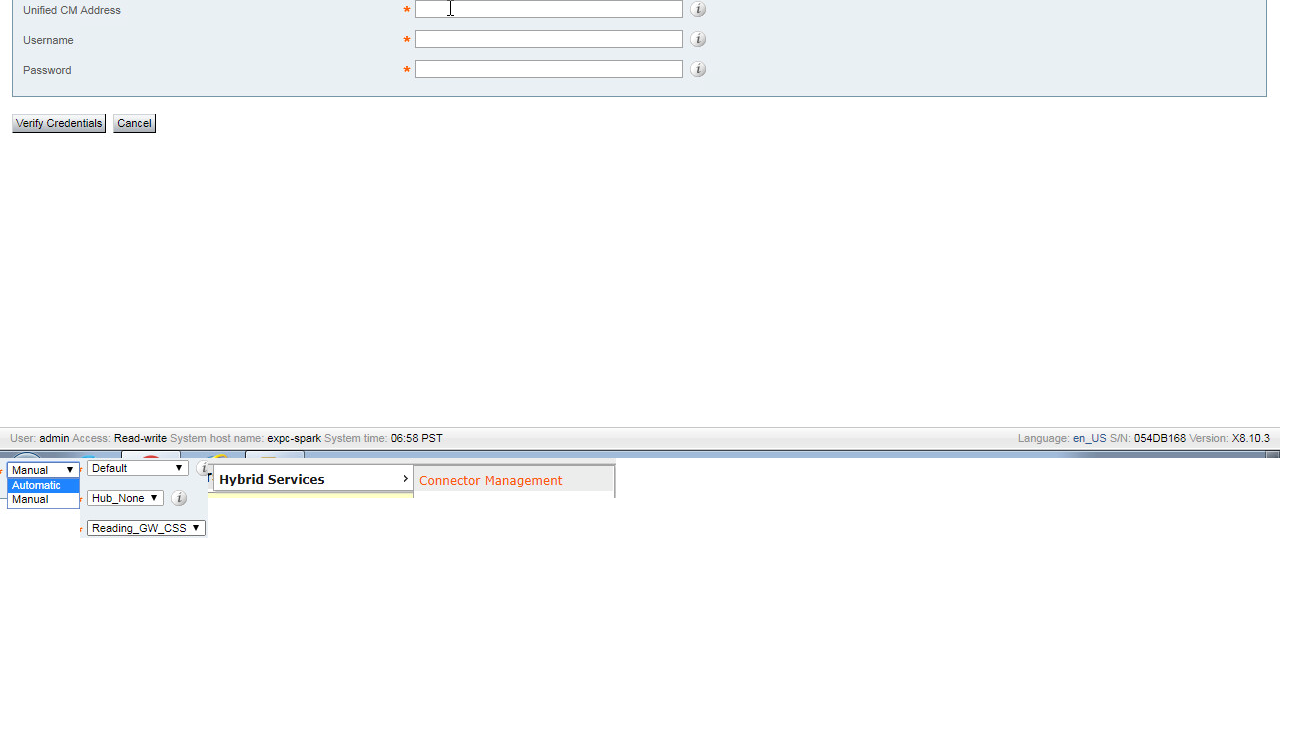 Unified CM Address *
Username *
Password *
Verify Credentials Cancel
User: admin Access: Read-write System host name: expc-spark System time: 06:58 PST
Language: en_US S/N: 054DB168 Version: X8.10.3
Manual
Automatic
Manual
Default
Hub_None
Reading_GW_CSS
Hybrid Services
Connector Management